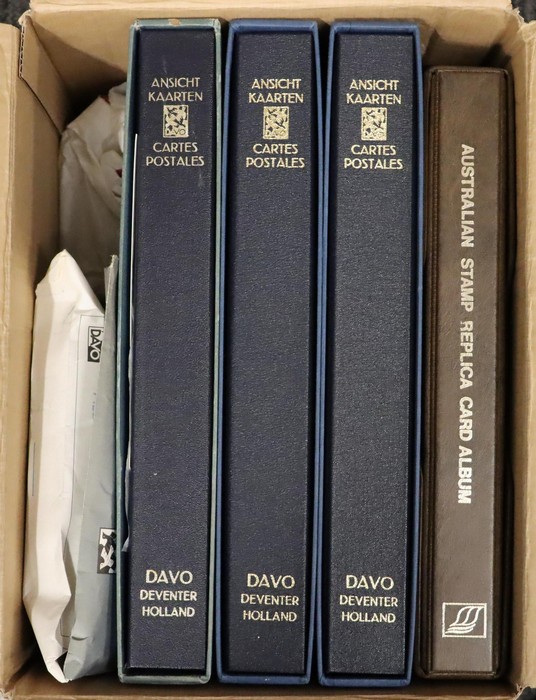 ANSICHT
KAARTEN
CARTES
POSTALES
DAVO
DEVENTER
HOLLAND
ANSICHT
KAARTEN
CARTES
POSTALES
DAVO
DEVENTER
HOLLAND
ANSICHT
KAARTEN
CARTES
POSTALES
DAVO
DEVENTER
HOLLAND
AUSTRALIAN STAMP REPLICA CARD ALBUM
DAVO